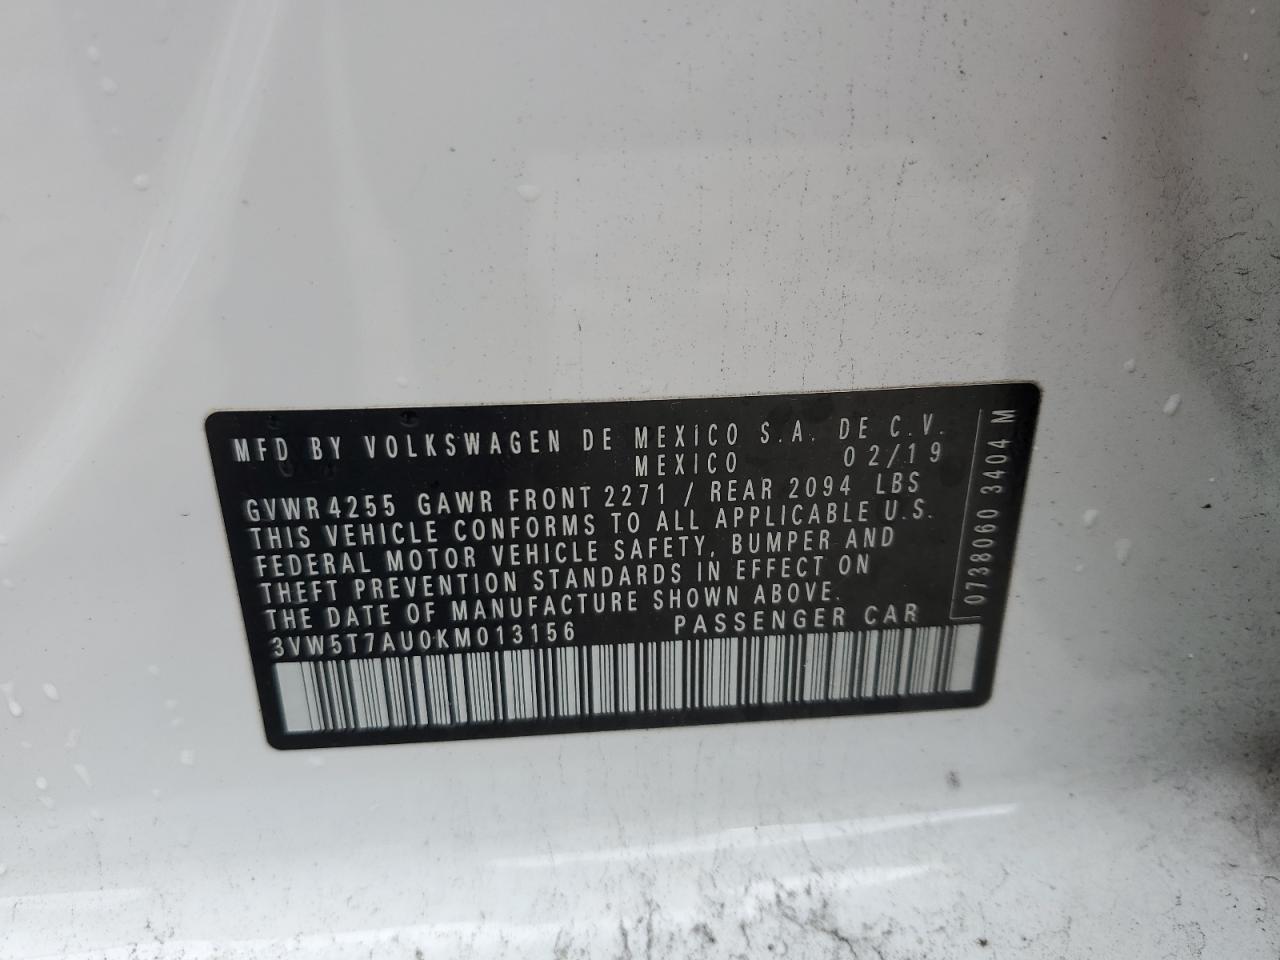 MFD BY VOLKSWAGEN DE MEXICO S.A. DE C.V.
MEXICO 02/19
GVWR 4255 GAWR FRONT 2271 / REAR 2094 LBS
THIS VEHICLE CONFORMS TO ALL APPLICABLE U.S.
FEDERAL MOTOR VEHICLE SAFETY, BUMPER AND
THEFT PREVENTION STANDARDS IN EFFECT ON
THE DATE OF MANUFACTURE SHOWN ABOVE.
3VW5T7AU0KM013156 PASSENGER CAR
0738060 3404 M